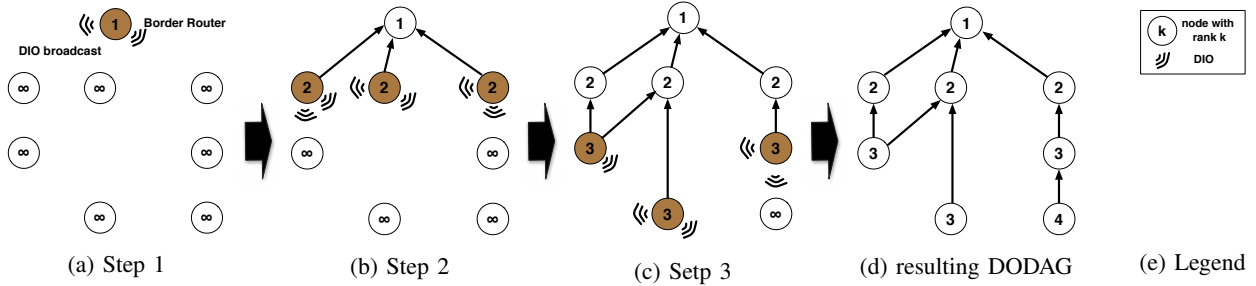 1
Border Router
DIO broadcast
∞ ∞ ∞
∞ ∞
∞ ∞
(a) Step 1
1
2 2 2
∞ ∞
∞ ∞
(b) Step 2
1
2 2 2
3 3
3 ∞
(c) Setp 3
1
2 2 2
3 3
3 4
(d) resulting DODAG
k
node with
rank k
DIO
(e) Legend